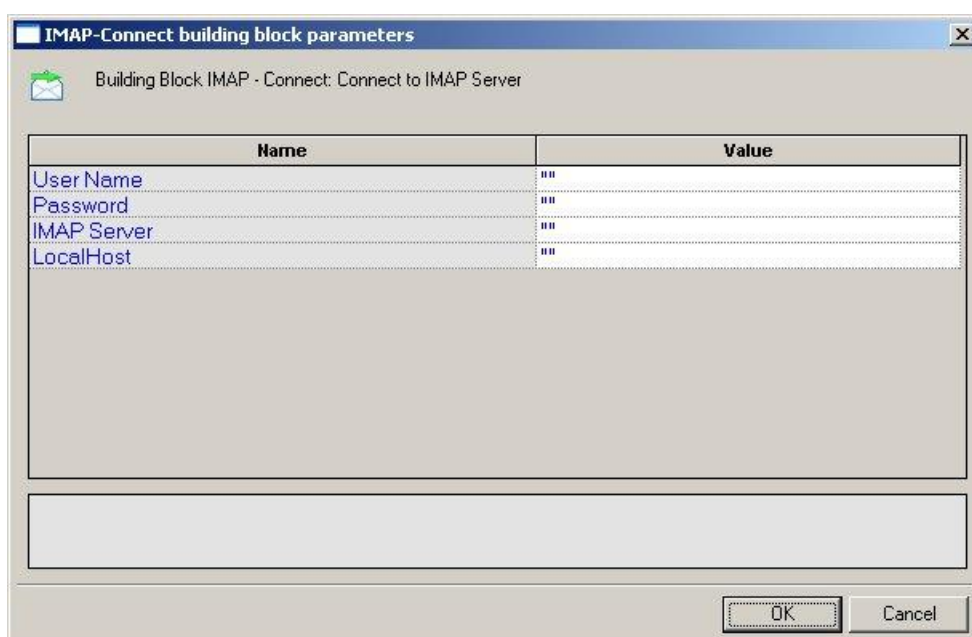 IMAP-Connect building block parameters
Building Block IMAP - Connect: Connect to IMAP Server
Name Value
User Name ""
Password ""
IMAP Server ""
LocalHost ""
OK Cancel